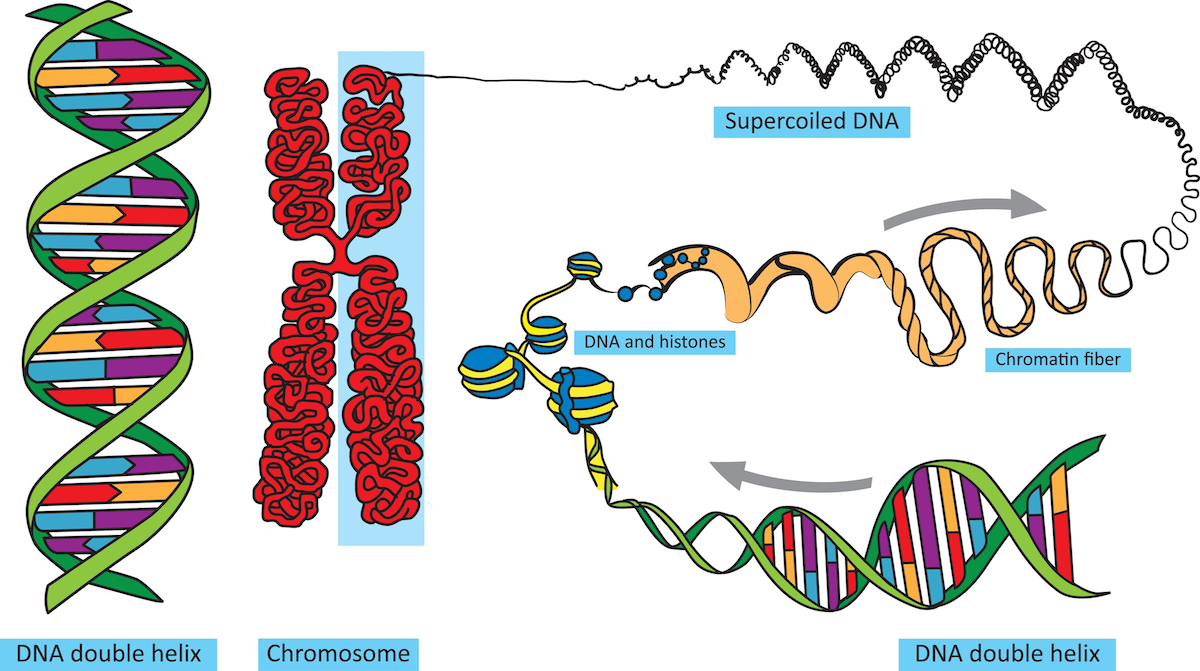 Supercoiled DNA
DNA and histones
Chromatin fiber
DNA double helix
Chromosome
DNA double helix